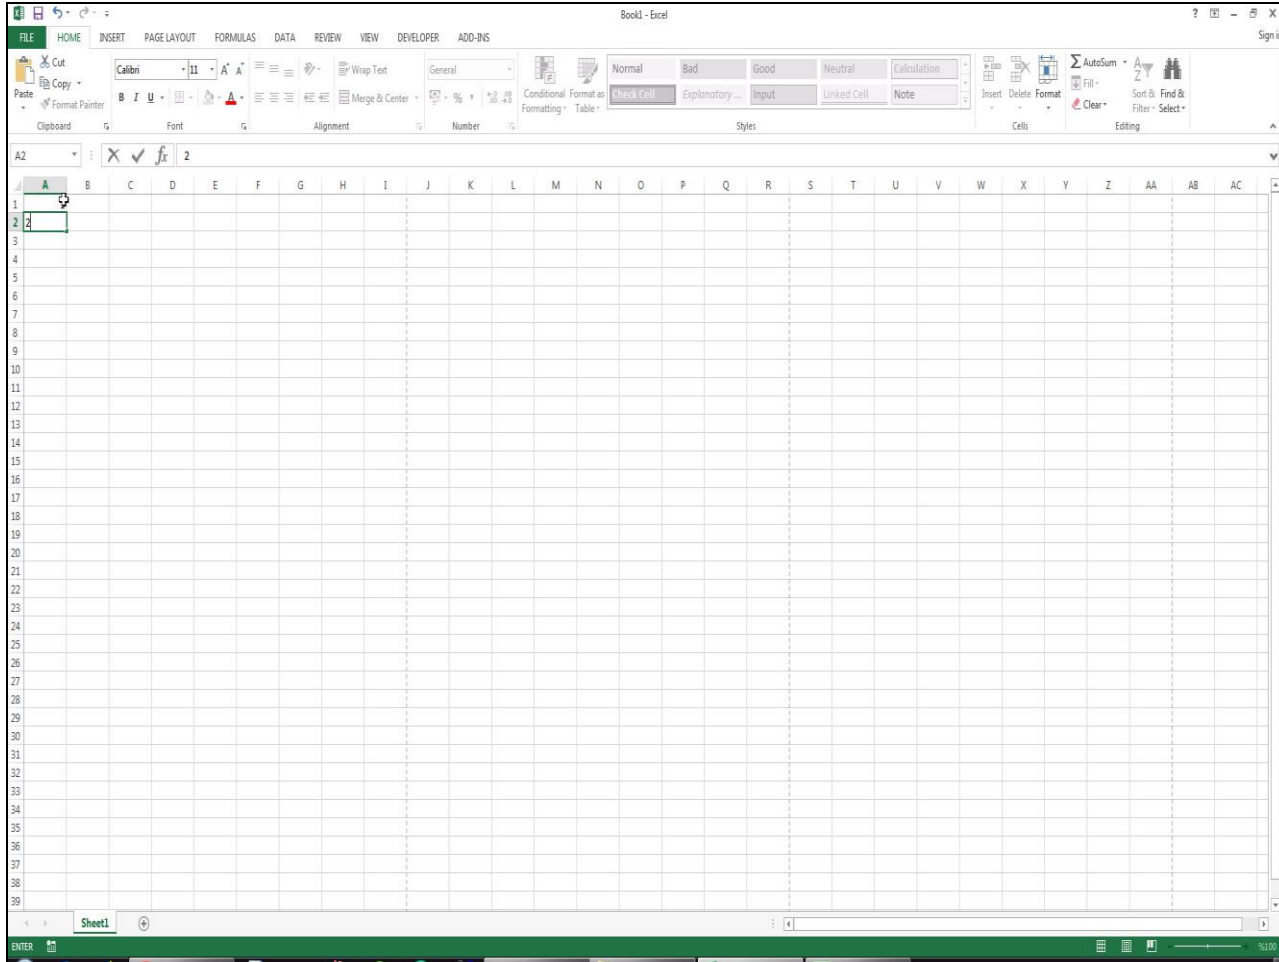 Book1 - Excel
?
Sign i
FILE HOME INSERT PAGE LAYOUT FORMULAS DATA REVIEW VIEW DEVELOPER ADD-INS
Paste
Cut
Copy
Format Painter
Clipboard
Calibri 11
B I U
Font
Wrap Text
Merge & Center
Alignment
General
%
Number
Conditional Formatting
Format as Table
Normal Bad Good Neutral Calculation
Check Cell Explanatory ... Input Linked Cell Note
Styles
Insert Delete Format
Cells
AutoSum
Fill
Clear
Sort & Filter
Find & Select
Editing
A2 fx 2
A B C D E F G H I J K L M N O P Q R S T U V W X Y Z AA AB AC
1
2 2
3
4
5
6
7
8
9
10
11
12
13
14
15
16
17
18
19
20
21
22
23
24
25
26
27
28
29
30
31
32
33
34
35
36
37
38
39
Sheet1
ENTER
%100